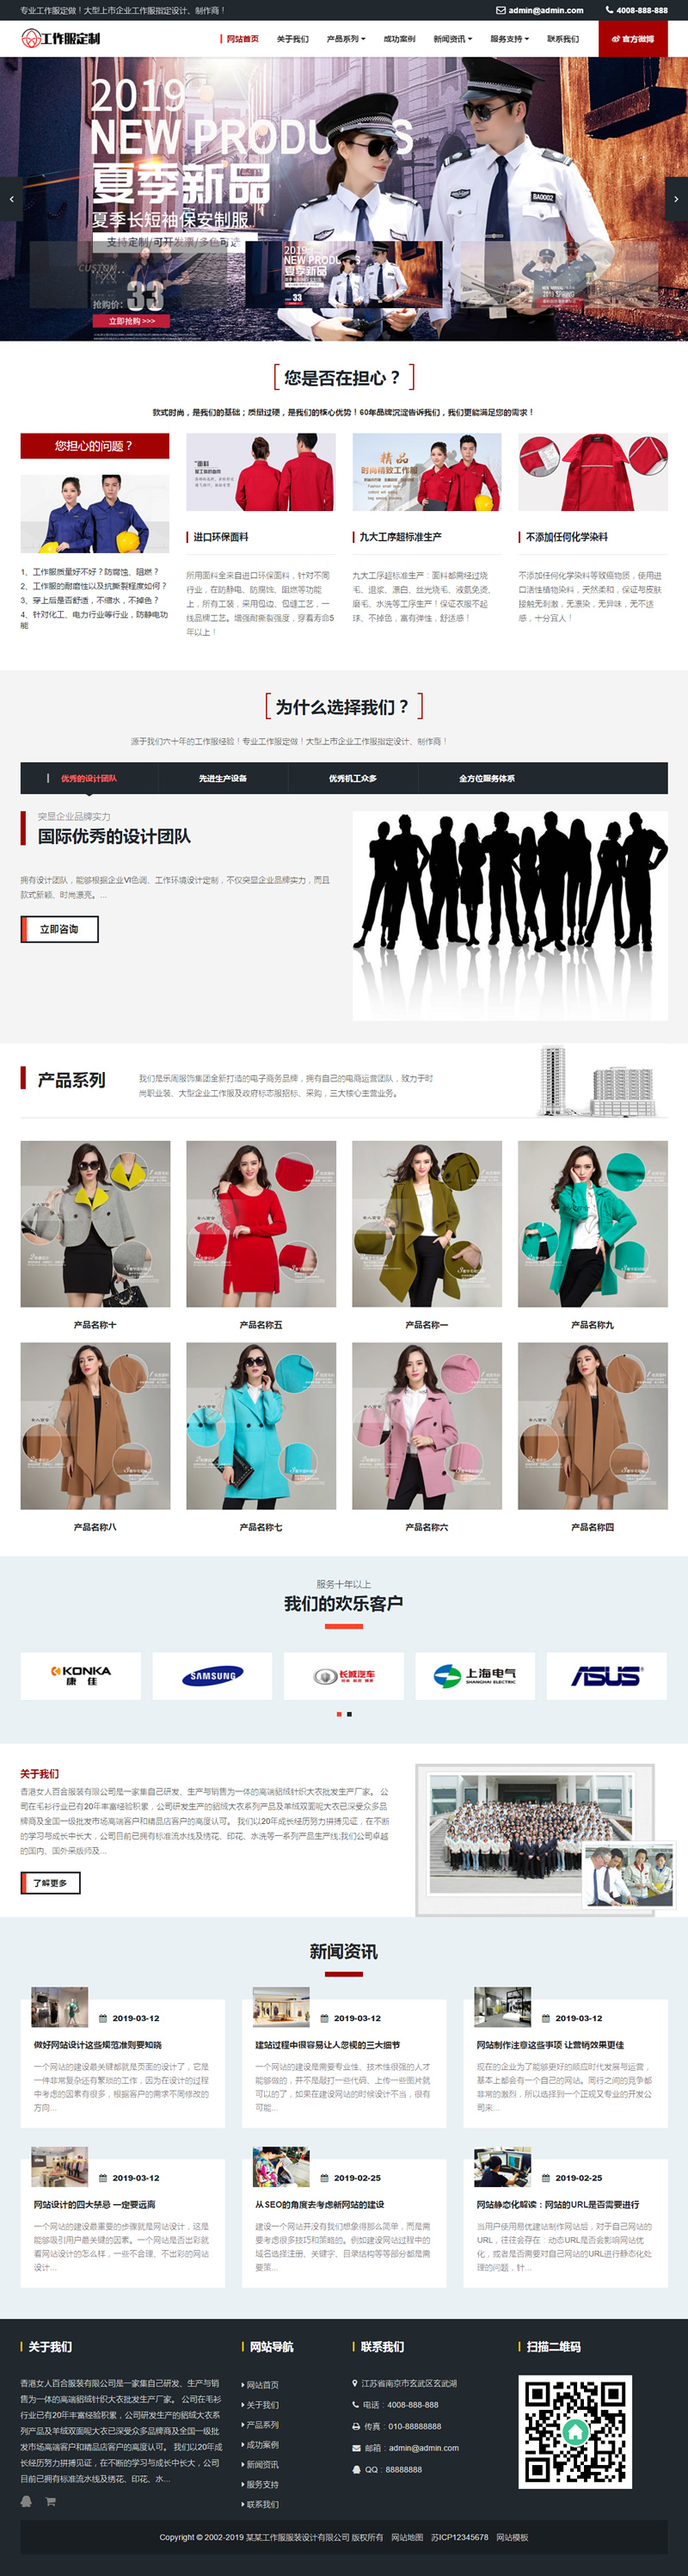 专业工作服定做！大型上市企业工作服指定设计、制作商！
admin@admin.com
4008-888-888
工作服定制
网站首页
关于我们
产品系列
成功案例
新闻资讯
服务支持
联系我们
官方微博
2019
NEW PRODUCTS
夏季新品
夏季长短袖保安制服
支持定制/可开发票/多色可选
抢购价：33
立即抢购 >>>
BA0002
2019
NEW PRODUCTS
夏季新品
33
您是否在担心？
款式时尚，是我们的基础；质量过硬，是我们的核心优势！60年品牌沉淀告诉我们，我们更能满足您的需求！
您担心的问题？
1、工作服质量好不好？防腐蚀、阻燃？
2、工作服的耐磨性以及抗撕裂程度如何？
3、穿上后是否舒适，不缩水，不掉色？
4、针对化工、电力行业等行业，防静电功
能
进口环保面料
所用面料全来自进口环保面料，针对不同
行业，在防静电、防腐蚀、阻燃等功能
上，所有工装，采用包边、包缝工艺，一
线品牌工艺。增强耐撕裂强度，穿着寿命5
年以上！
精品
时尚精致工作服
九大工序超标准生产
九大工序超标准生产：面料都需经过烧
毛、退浆、漂白、丝光烧毛、液氨免烫、
磨毛、水洗等工序生产！保证衣服不起
球、不掉色，富有弹性，舒适感！
不添加任何化学染料
不添加任何化学染料等致癌物质，使用进
口活性植物染料，天然柔和，保证与皮肤
接触无刺激，无漂染，无异味，无不适
感，十分宜人！
为什么选择我们？
源于我们六十年的工作服经验！专业工作服定做！大型上市企业工作服指定设计、制作商！
优秀的设计团队
先进生产设备
优秀机工众多
全方位服务体系
突显企业品牌实力
国际优秀的设计团队
拥有设计团队，能够根据企业VI色调、工作环境设计定制，不仅突显企业品牌实力，而且
款式新颖、时尚漂亮。...
立即咨询
产品系列
我们是乐周服饰集团全新打造的电子商务品牌，拥有自己的电商运营团队，致力于时
尚职业装、大型企业工作服及政府标志服招标、采购，三大核心主营业务。
产品名称十
产品名称五
产品名称一
产品名称九
产品名称八
产品名称七
产品名称六
产品名称四
服务十年以上
我们的欢乐客户
KONKA
康佳
SAMSUNG
长城汽车
上海电气
SHANGHAI ELECTRIC
ASUS
关于我们
香港女人百合服装有限公司是一家集自己研发、生产与销售为一体的高端貂绒针织大衣批发生产厂家。 公
司在毛衫行业已有20年丰富经验积累，公司研发生产的貂绒大衣系列产品及羊绒双面呢大衣已深受众多品
牌商及全国一级批发市场高端客户和精品店客户的高度认可。 我们以20年成长经历努力拼搏见证，在不断
的学习与成长中长大，公司目前已拥有标准流水线及绣花、印花、水洗等一系列产品生产线;我们公司卓越
的国内、国外采版师及...
了解更多
新闻资讯
2019-03-12
做好网站设计这些规范准则要知晓
一个网站的建设最关键都就是页面的设计了，它是
一件非常复杂还有繁琐的工作，因为在设计的过程
中考虑的因素有很多，根据客户的需求不同修改的
方向...
2019-03-12
建站过程中很容易让人忽视的三大细节
一个网站的建设是需要专业性、技术性很强的人才
能够做的，并不是敲打一些代码、上传一些图片就
可以的了，如果在建设网站的时候设计不当，很有
可能...
2019-03-12
网站制作注意这些事项 让营销效果更佳
现在的企业为了能够更好的顺应时代发展与运营，
基本上都会有一个自己的网站。同行之间的竞争都
非常的激烈，所以选择到一个正规又专业的开发公
司来...
2019-03-12
网站设计的四大禁忌 一定要远离
一个网站的建设最重要的步骤就是网站设计，这是
能够吸引用户最关键的因素。一个网站是否出彩就
看网站设计的怎么样，一些不合理、不出彩的网站
设计...
2019-02-25
从SEO的角度去考虑新网站的建设
建设一个网站并没有我们想象得那么简单，而是需
要考虑很多技巧和策略的。例如建设网站过程中的
域名选择注册、关键字、目录结构等等部分都是需
要策...
2019-02-25
网站静态化解读：网站的URL是否需要进行
当用户使用易优建站制作网站后，对于自己网站的
URL，往往会存在：动态URL是否会影响网站优
化，或者是否需要对自己网站的URL进行静态化处
理的问题，针...
关于我们
香港女人百合服装有限公司是一家集自己研发、生产与销
售为一体的高端貂绒针织大衣批发生产厂家。 公司在毛衫
行业已有20年丰富经验积累，公司研发生产的貂绒大衣系
列产品及羊绒双面呢大衣已深受众多品牌商及全国一级批
发市场高端客户和精品店客户的高度认可。 我们以20年成
长经历努力拼搏见证，在不断的学习与成长中长大，公司
目前已拥有标准流水线及绣花、印花、水...
网站导航
网站首页
关于我们
产品系列
成功案例
新闻资讯
服务支持
联系我们
联系我们
江苏省南京市玄武区玄武湖
电话：4008-888-888
传真：010-88888888
邮箱：admin@admin.com
QQ：88888888
扫描二维码
Copyright © 2002-2019 某某工作服服装设计有限公司 版权所有 网站地图 苏ICP12345678 网站模板